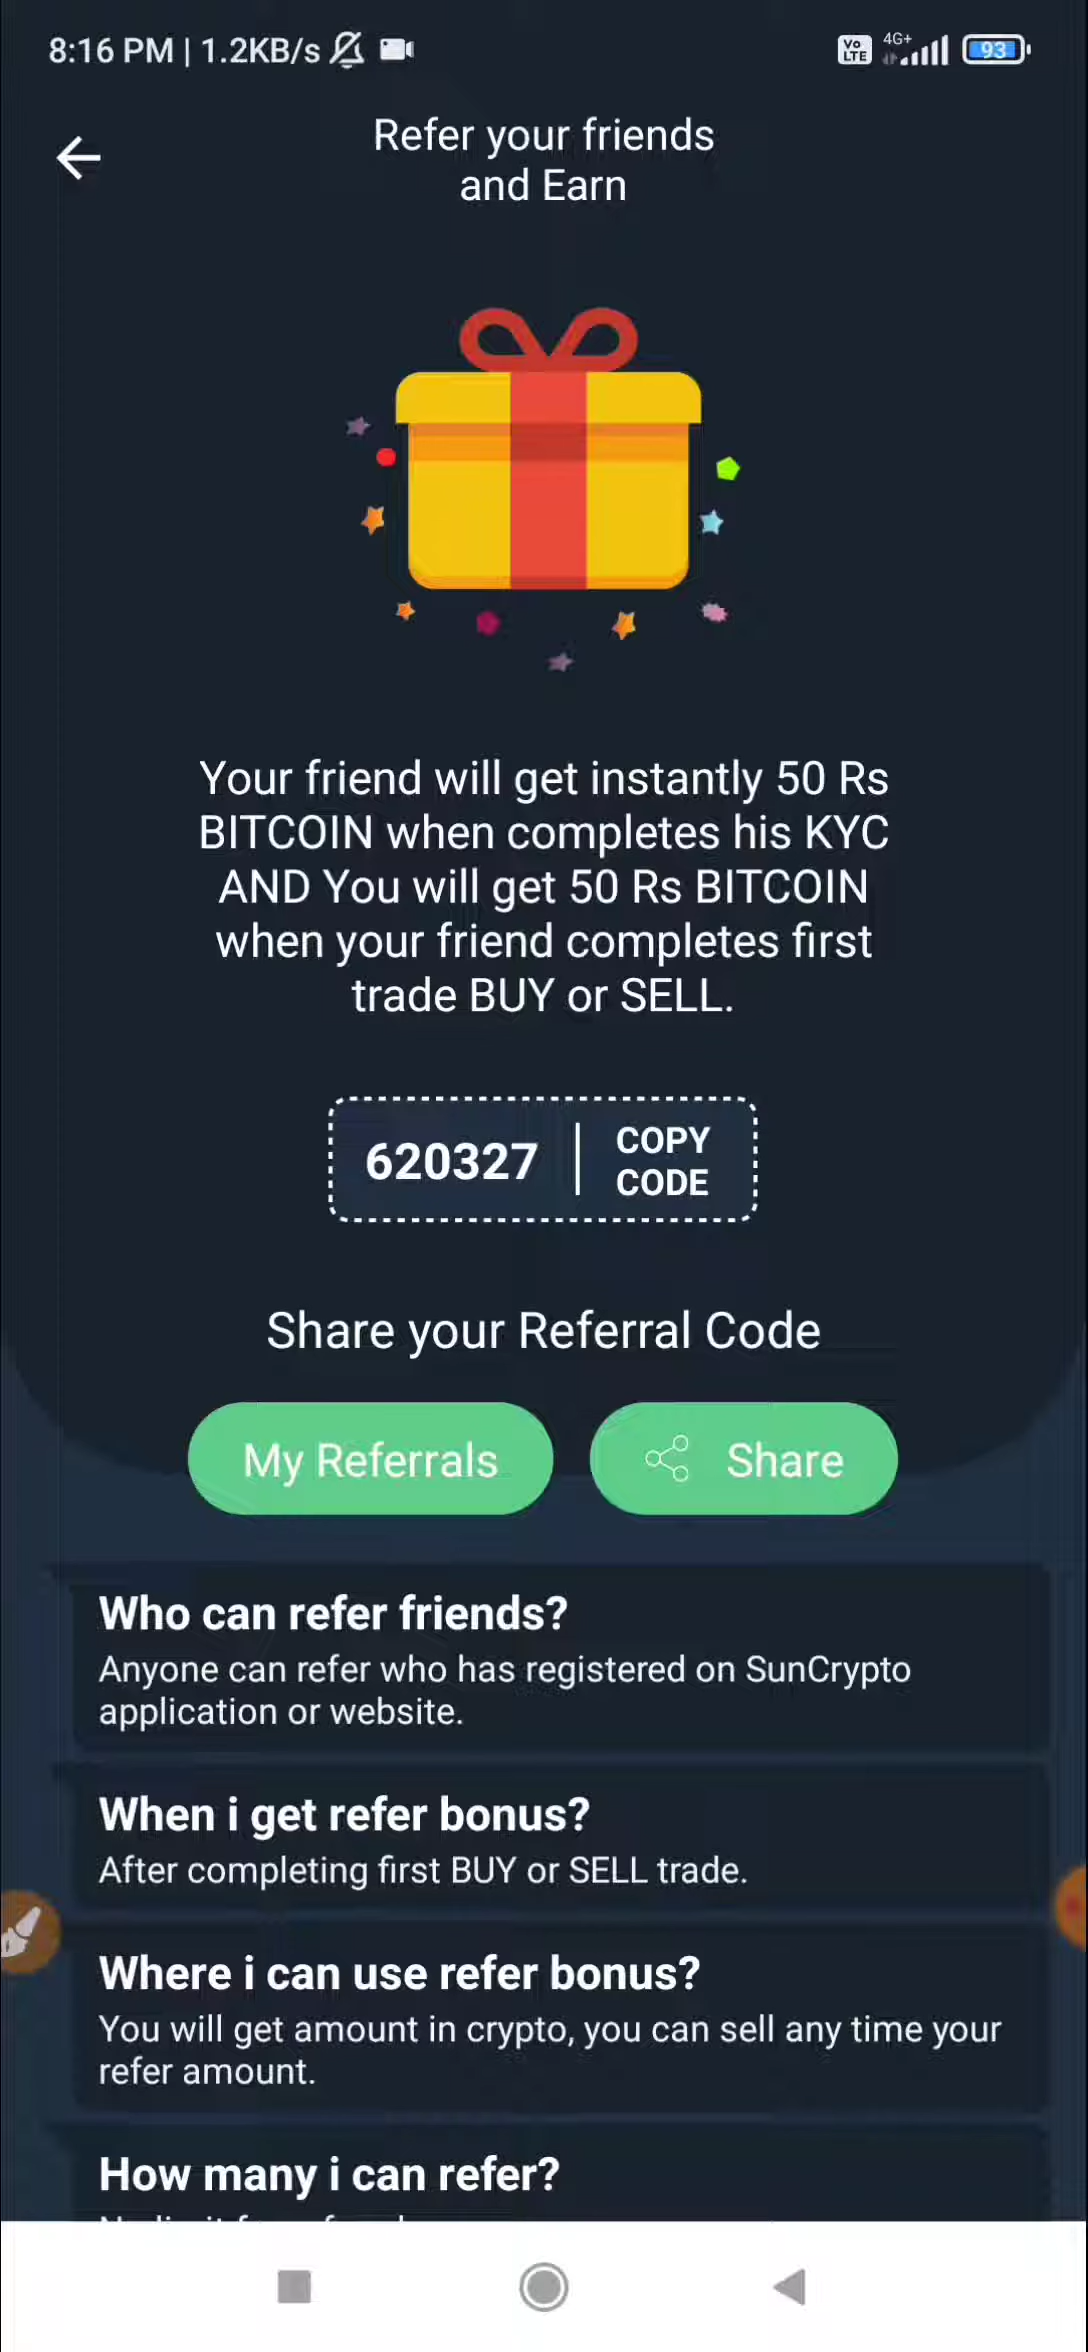 8:16 PM | 1.2KB/s
Vo LTE
4G+
93
Refer your friends
and Earn
Your friend will get instantly 50 Rs
BITCOIN when completes his KYC
AND You will get 50 Rs BITCOIN
when your friend completes first
trade BUY or SELL.
620327
COPY
CODE
Share your Referral Code
My Referrals
Share
Who can refer friends?
Anyone can refer who has registered on SunCrypto
application or website.
When i get refer bonus?
After completing first BUY or SELL trade.
Where i can use refer bonus?
You will get amount in crypto, you can sell any time your
refer amount.
How many i can refer?